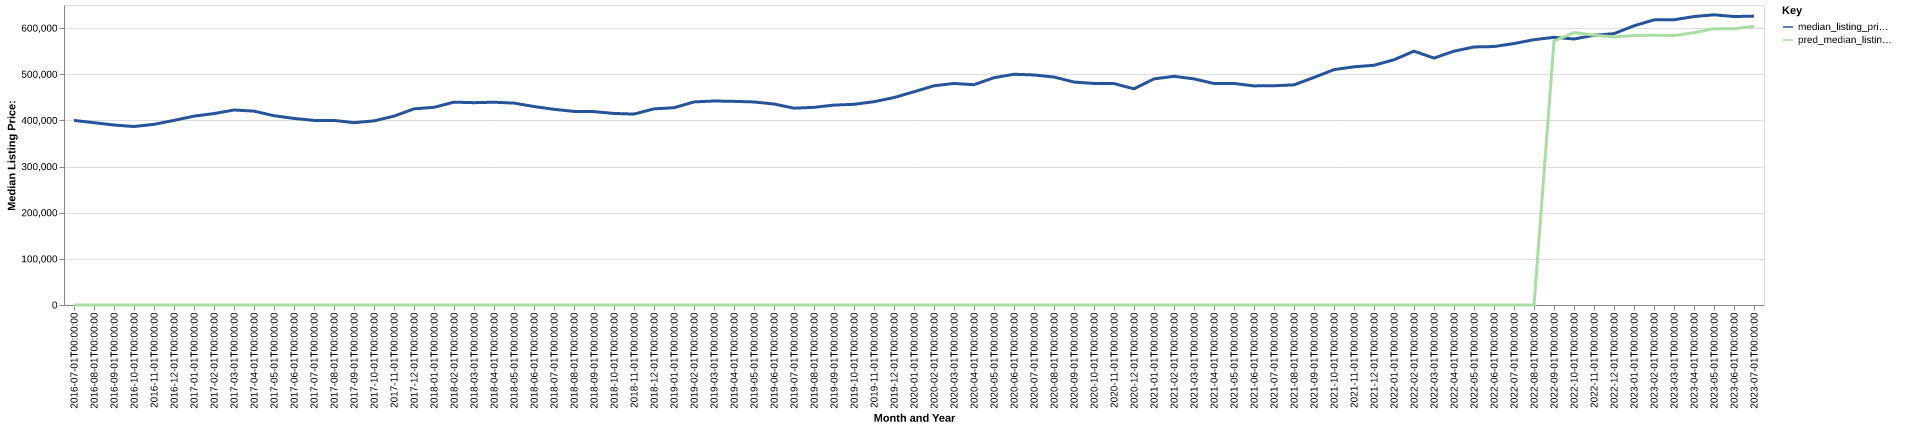 Key
median_listing_pri…
pred_median_listin…
Median Listing Price:
600,000
500,000
400,000
300,000
200,000
100,000
0
2016-07-01T00:00:00
2016-08-01T00:00:00
2016-09-01T00:00:00
2016-10-01T00:00:00
2016-11-01T00:00:00
2016-12-01T00:00:00
2017-01-01T00:00:00
2017-02-01T00:00:00
2017-03-01T00:00:00
2017-04-01T00:00:00
2017-05-01T00:00:00
2017-06-01T00:00:00
2017-07-01T00:00:00
2017-08-01T00:00:00
2017-09-01T00:00:00
2017-10-01T00:00:00
2017-11-01T00:00:00
2017-12-01T00:00:00
2018-01-01T00:00:00
2018-02-01T00:00:00
2018-03-01T00:00:00
2018-04-01T00:00:00
2018-05-01T00:00:00
2018-06-01T00:00:00
2018-07-01T00:00:00
2018-08-01T00:00:00
2018-09-01T00:00:00
2018-10-01T00:00:00
2018-11-01T00:00:00
2018-12-01T00:00:00
2019-01-01T00:00:00
2019-02-01T00:00:00
2019-03-01T00:00:00
2019-04-01T00:00:00
2019-05-01T00:00:00
2019-06-01T00:00:00
2019-07-01T00:00:00
2019-08-01T00:00:00
2019-09-01T00:00:00
2019-10-01T00:00:00
2019-11-01T00:00:00
2019-12-01T00:00:00
2020-01-01T00:00:00
2020-02-01T00:00:00
2020-03-01T00:00:00
2020-04-01T00:00:00
2020-05-01T00:00:00
2020-06-01T00:00:00
2020-07-01T00:00:00
2020-08-01T00:00:00
2020-09-01T00:00:00
2020-10-01T00:00:00
2020-11-01T00:00:00
2020-12-01T00:00:00
2021-01-01T00:00:00
2021-02-01T00:00:00
2021-03-01T00:00:00
2021-04-01T00:00:00
2021-05-01T00:00:00
2021-06-01T00:00:00
2021-07-01T00:00:00
2021-08-01T00:00:00
2021-09-01T00:00:00
2021-10-01T00:00:00
2021-11-01T00:00:00
2021-12-01T00:00:00
2022-01-01T00:00:00
2022-02-01T00:00:00
2022-03-01T00:00:00
2022-04-01T00:00:00
2022-05-01T00:00:00
2022-06-01T00:00:00
2022-07-01T00:00:00
2022-08-01T00:00:00
2022-09-01T00:00:00
2022-10-01T00:00:00
2022-11-01T00:00:00
2022-12-01T00:00:00
2023-01-01T00:00:00
2023-02-01T00:00:00
2023-03-01T00:00:00
2023-04-01T00:00:00
2023-05-01T00:00:00
2023-06-01T00:00:00
2023-07-01T00:00:00
Month and Year